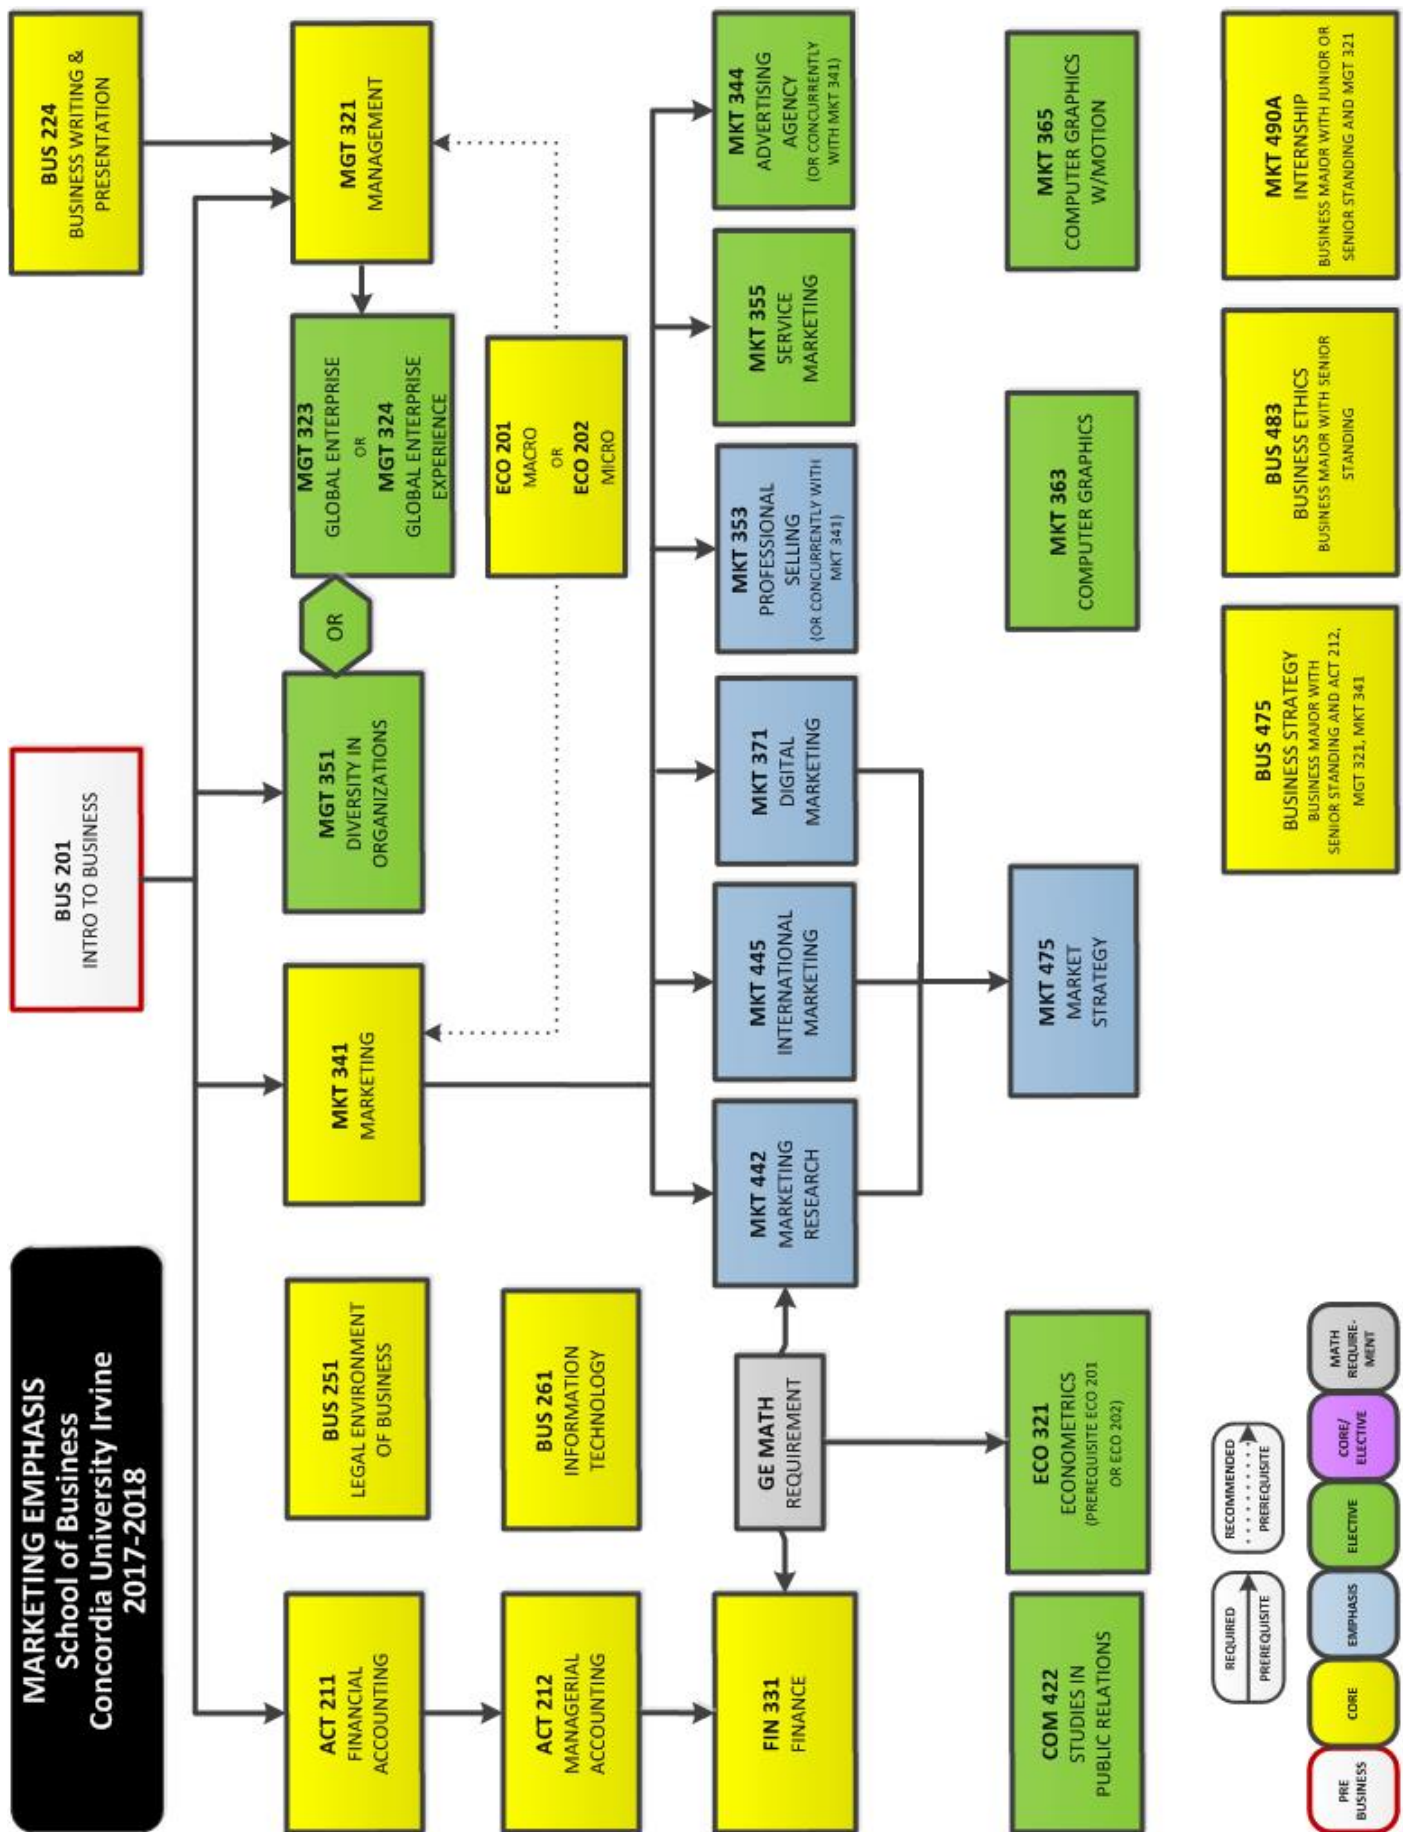 MARKETING EMPHASIS
School of Business
Concordia University Irvine
2017-2018
BUS 201
INTRO TO BUSINESS
BUS 224
BUSINESS WRITING &
PRESENTATION
ACT 211
FINANCIAL
ACCOUNTING
BUS 251
LEGAL ENVIRONMENT
OF BUSINESS
MKT 341
MARKETING
MGT 351
DIVERSITY IN
ORGANIZATIONS
OR
MGT 323
GLOBAL ENTERPRISE
OR
MGT 324
GLOBAL ENTERPRISE
EXPERIENCE
MGT 321
MANAGEMENT
ACT 212
MANAGERIAL
ACCOUNTING
BUS 261
INFORMATION
TECHNOLOGY
ECO 201
MACRO
OR
ECO 202
MICRO
FIN 331
FINANCE
GE MATH
REQUIREMENT
MKT 442
MARKETING
RESEARCH
MKT 445
INTERNATIONAL
MARKETING
MKT 371
DIGITAL
MARKETING
MKT 353
PROFESSIONAL
SELLING
(OR CONCURRENTLY WITH
MKT 341)
MKT 355
SERVICE
MARKETING
MKT 344
ADVERTISING
AGENCY
(OR CONCURRENTLY
WITH MKT 341)
COM 422
STUDIES IN
PUBLIC RELATIONS
ECO 321
ECONOMETRICS
(PREREQUISITE ECO 201
OR ECO 202)
MKT 475
MARKET
STRATEGY
MKT 363
COMPUTER GRAPHICS
MKT 365
COMPUTER GRAPHICS
W/MOTION
BUS 475
BUSINESS STRATEGY
BUSINESS MAJOR WITH
SENIOR STANDING AND ACT 212,
MGT 321, MKT 341
BUS 483
BUSINESS ETHICS
BUSINESS MAJOR WITH SENIOR
STANDING
MKT 490A
INTERNSHIP
BUSINESS MAJOR WITH JUNIOR OR
SENIOR STANDING AND MGT 321
REQUIRED
PREREQUISITE
RECOMMENDED
PREREQUISITE
PRE
BUSINESS
CORE
EMPHASIS
ELECTIVE
CORE/
ELECTIVE
MATH
REQUIRE-
MENT